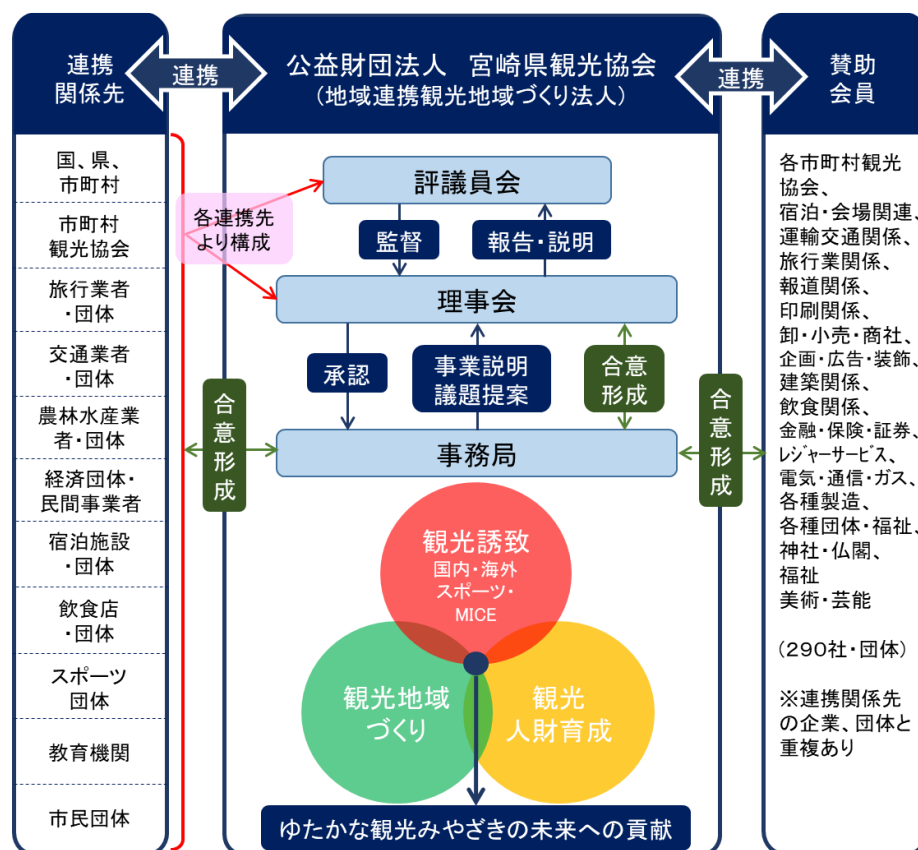 連携
関係先
連携
公益財団法人　宮崎県観光協会
(地域連携観光地域づくり法人)
連携
賛助
会員
国、県、
市町村
市町村
観光協会
旅行業者
・団体
交通業者
・団体
農林水産業
者・団体
経済団体・
民間事業者
宿泊施設
・団体
飲食店
・団体
スポーツ
団体
教育機関
市民団体
各連携先
より構成
合意形成
評議員会
監督
報告・説明
理事会
承認
事業説明
議題提案
合意
形成
事務局
観光誘致
国内・海外
スポーツ・
MICE
観光地域
づくり
観光
人財育成
ゆたかな観光みやざきの未来への貢献
合意形成
各市町村観光
協会、
宿泊・会場関連、
運輸交通関係、
旅行業関係、
報道関係、
印刷関係、
卸・小売・商社、
企画・広告・装飾、
建築関係、
飲食関係、
金融・保険・証券、
レジャーサービス、
電気・通信・ガス、
各種製造、
各種団体・福祉、
神社・仏閣、
福祉
美術・芸能
(290社・団体)
※連携関係先
の企業、団体と
重複あり